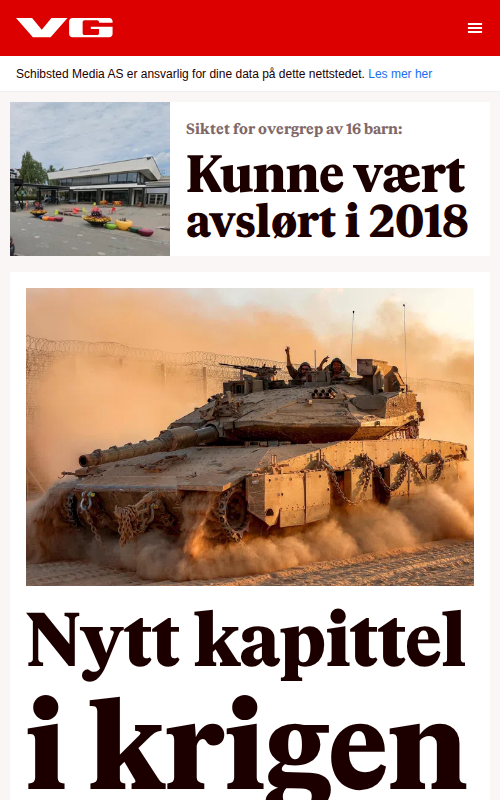 VG
Schibsted Media AS er ansvarlig for dine data på dette nettstedet. Les mer her
Siktet for overgrep av 16 barn:
Kunne vært
avslørt i 2018
Nytt kapittel
i krigen